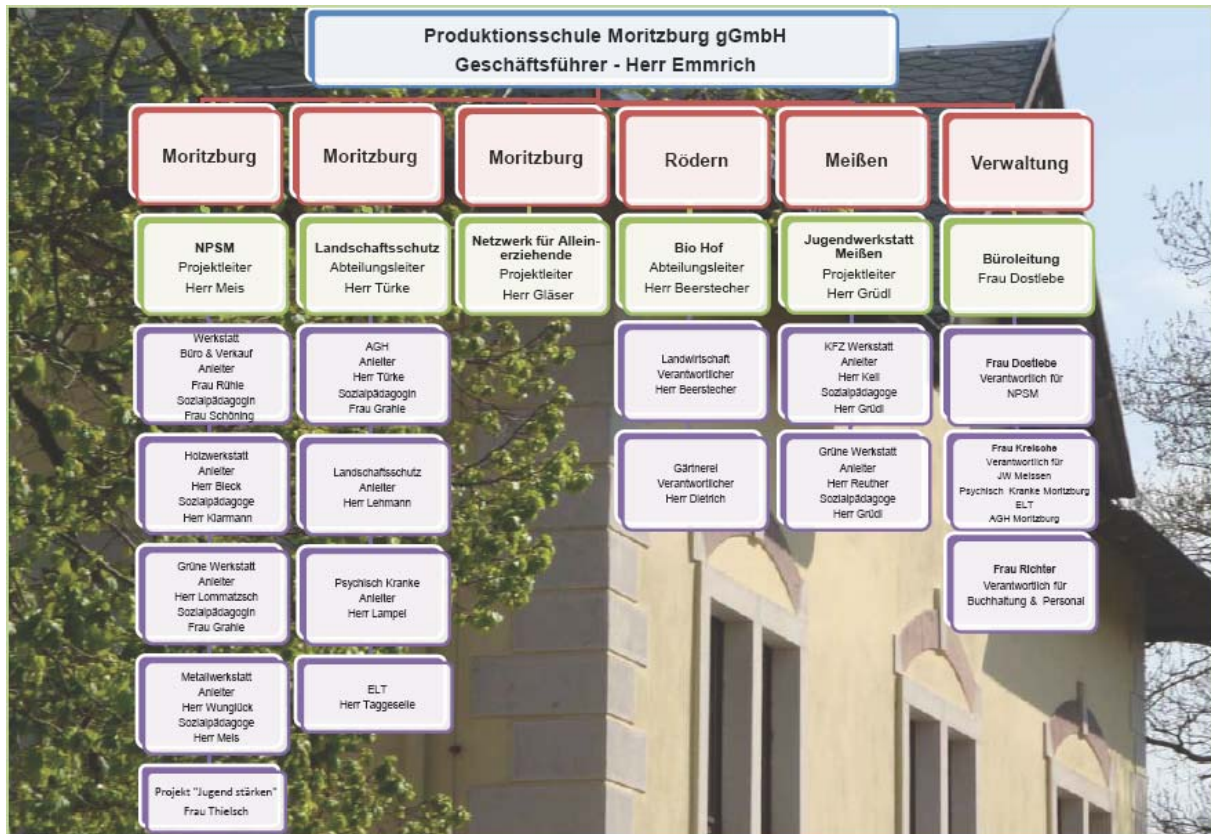 Produktionsschule Moritzburg gGmbH
Geschäftsführer - Herr Emmrich
Moritzburg
Moritzburg
Moritzburg
Rödern
Meißen
Verwaltung
NPSM
Projektleiter
Herr Meis
Landschaftsschutz
Abteilungsleiter
Herr Türke
Netzwerk für Allein-
erziehende
Projektleiter
Herr Gläser
Bio Hof
Abteilungsleiter
Herr Beerstecher
Jugendwerkstatt
Meißen
Projektleiter
Herr Grüdl
Büroleitung
Frau Dostlebe
Werkstatt
Büro & Verkauf
Anleiter
Frau Rühle
Sozialpädagogin
Frau Schöning
AGH
Anleiter
Herr Türke
Sozialpädagogin
Frau Grahle
Landwirtschaft
Verantwortlicher
Herr Beerstecher
KFZ Werkstatt
Anleiter
Herr Keil
Sozialpädagoge
Herr Grüdl
Frau Dostlebe
Verantwortlich für
NPSM
Holzwerkstatt
Anleiter
Herr Bleck
Sozialpädagoge
Herr Klarmann
Landschaftsschutz
Anleiter
Herr Lehmann
Gärtnerei
Verantwortlicher
Herr Dietrich
Grüne Werkstatt
Anleiter
Herr Reuther
Sozialpädagoge
Herr Grüdl
Frau
Verantwortlich für
JW Meissen
Psychisch Kranke Moritzburg
ELT
AGH Moritzburg
Grüne Werkstatt
Anleiter
Herr Lommatzsch
Sozialpädagogin
Frau Grahle
Psychisch Kranke
Anleiter
Herr Lampel
Frau Richter
Verantwortlich für
Buchhaltung & Personal
Metallwerkstatt
Anleiter
Herr Wunglück
Sozialpädagoge
Herr Meis
ELT
Herr Taggeselle
Projekt "Jugend stärken"
Frau Thielsch